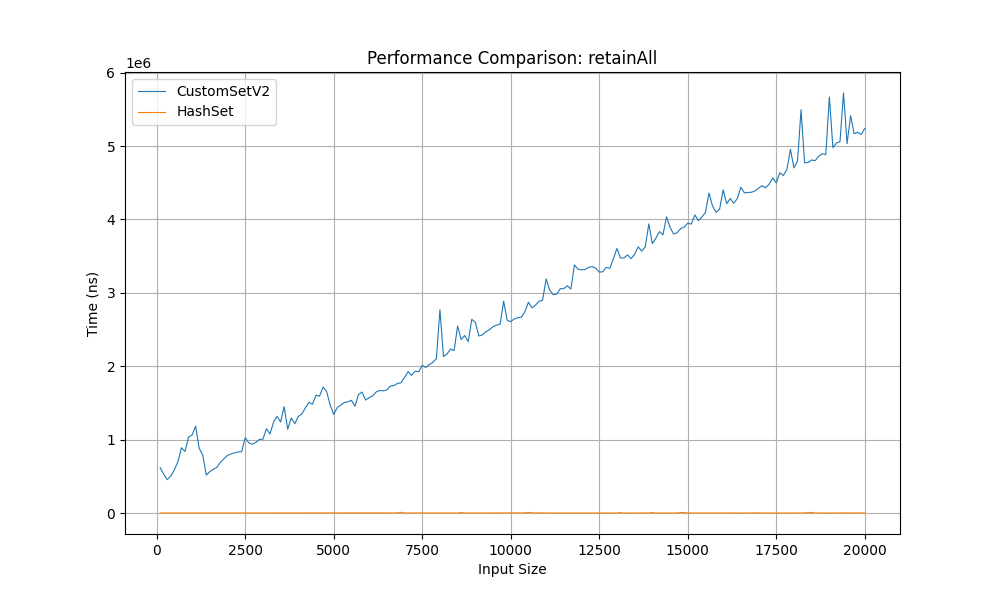 Performance Comparison: retainAll
1e6
CustomSetV2
HashSet
6
5
4
3
2
1
0
Time (ns)
0 2500 5000 7500 10000 12500 15000 17500 20000
Input Size